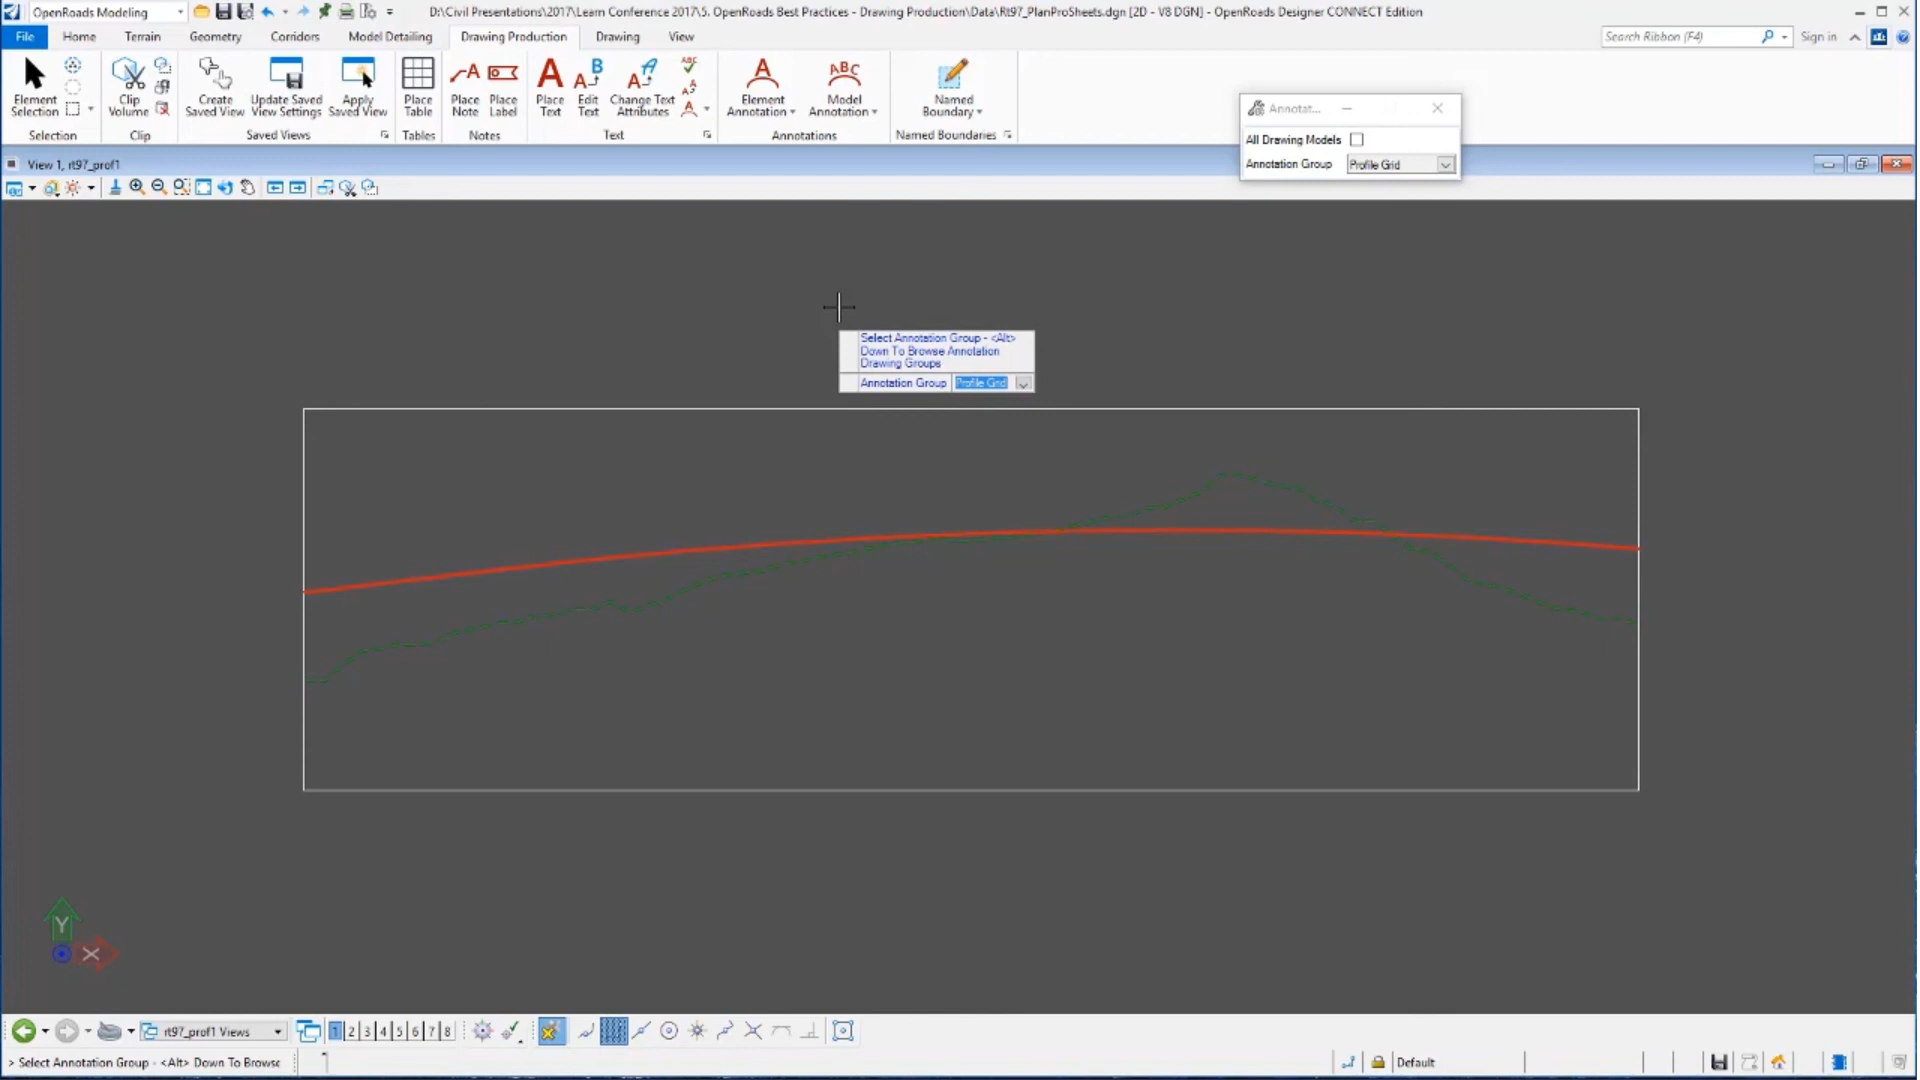 OpenRoads Modeling
D:\Civil Presentations\2017\Learn Conference 2017\5. OpenRoads Best Practices - Drawing Production\Data\Rt97_PlanProSheets.dgn [2D - V8 DGN] - OpenRoads Designer CONNECT Edition
File Home Terrain Geometry Corridors Model Detailing Drawing Production Drawing View
Search Ribbon (F4)
Sign in
Element Selection
Clip Volume
Create Saved View
Update Saved View Settings
Apply Saved View
Place Table
Place Note
Place Label
Place Text
Edit Text
Change Text Attributes
Element Annotation
Model Annotation
Named Boundary
Selection Clip Saved Views Tables Notes Text Annotations Named Boundaries
Annotat...
All Drawing Models
Annotation Group Profile Grid
View 1, rt97_prof1
Select Annotation Group - <Alt>
Down To Browse Annotation
Drawing Groups
Annotation Group Profile Grid
Y
X
rt97_prof1 Views 1 2 3 4 5 6 7 8
> Select Annotation Group - <Alt> Down To Browse
Default